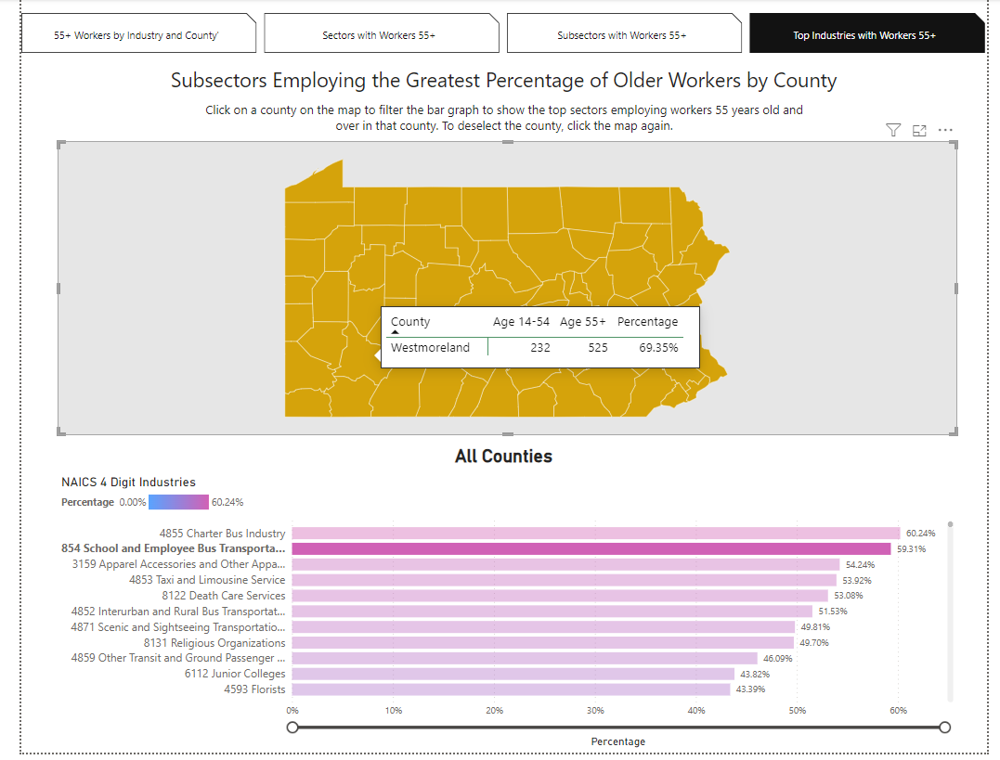 55+ Workers by Industry and County'
Sectors with Workers 55+
Subsectors with Workers 55+
Top Industries with Workers 55+
Subsectors Employing the Greatest Percentage of Older Workers by County
Click on a county on the map to filter the bar graph to show the top sectors employing workers 55 years old and
over in that county. To deselect the county, click the map again.
County Age 14-54 Age 55+ Percentage
Westmoreland 232 525 69.35%
All Counties
NAICS 4 Digit Industries
Percentage 0.00% 60.24%
4855 Charter Bus Industry 60.24%
854 School and Employee Bus Transporta... 59.31%
3159 Apparel Accessories and Other Appa... 54.24%
4853 Taxi and Limousine Service 53.92%
8122 Death Care Services 53.08%
4852 Interurban and Rural Bus Transportat... 51.53%
4871 Scenic and Sightseeing Transportatio... 49.81%
8131 Religious Organizations 49.70%
4859 Other Transit and Ground Passenger ... 46.09%
6112 Junior Colleges 43.82%
4593 Florists 43.39%
0% 10% 20% 30% 40% 50% 60%
Percentage